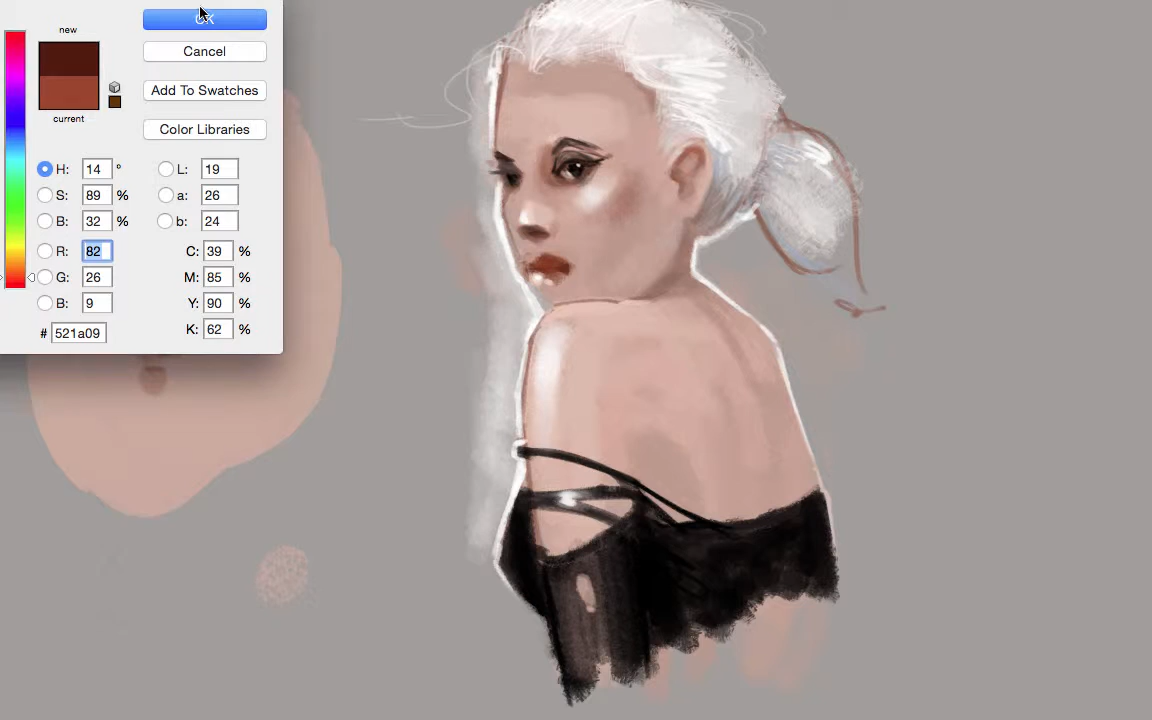 new
OK
Cancel
Add To Swatches
current
Color Libraries
H: 14 °
L: 19
S: 89 %
a: 26
B: 32 %
b: 24
R: 82
C: 39 %
G: 26
M: 85 %
B: 9
Y: 90 %
# 521a09
K: 62 %